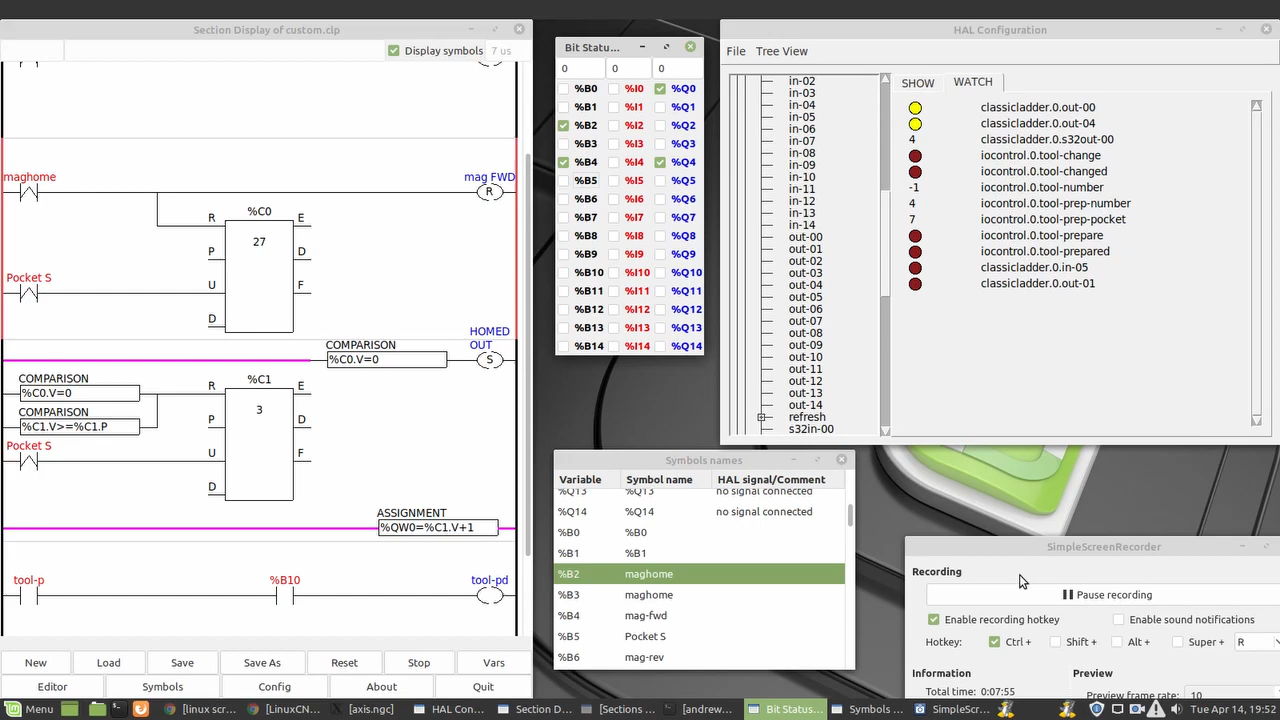 Section Display of custom.clp
Display symbols
7 us
maghome
mag FWD
R
%C0
R
E
27
P
D
Pocket S
U
F
D
HOMED
OUT
COMPARISON
%C0.V=0
S
COMPARISON
%C0.V=0
%C1
R
E
3
COMPARISON
%C1.V>=%C1.P
P
D
Pocket S
U
F
D
ASSIGNMENT
%QW0=%C1.V+1
tool-p
%B10
tool-pd
New
Load
Save
Save As
Reset
Stop
Vars
Editor
Symbols
Config
About
Quit
Bit Statu...
0 0 0
%B0 %I0 %Q0
%B1 %I1 %Q1
%B2 %I2 %Q2
%B3 %I3 %Q3
%B4 %I4 %Q4
%B5 %I5 %Q5
%B6 %I6 %Q6
%B7 %I7 %Q7
%B8 %I8 %Q8
%B9 %I9 %Q9
%B10 %I10 %Q10
%B11 %I11 %Q11
%B12 %I12 %Q12
%B13 %I13 %Q13
%B14 %I14 %Q14
HAL Configuration
File Tree View
in-02
in-03
in-04
in-05
in-06
in-07
in-08
in-09
in-10
in-11
in-12
in-13
in-14
out-00
out-01
out-02
out-03
out-04
out-05
out-06
out-07
out-08
out-09
out-10
out-11
out-12
out-13
out-14
refresh
s32in-00
SHOW WATCH
classicladder.0.out-00
classicladder.0.out-04
4 classicladder.0.s32out-00
iocontrol.0.tool-change
iocontrol.0.tool-changed
-1 iocontrol.0.tool-number
4 iocontrol.0.tool-prep-number
7 iocontrol.0.tool-prep-pocket
iocontrol.0.tool-prepare
iocontrol.0.tool-prepared
classicladder.0.in-05
classicladder.0.out-01
Symbols names
Variable Symbol name HAL signal/Comment
%Q13 %Q13 no signal connected
%Q14 %Q14 no signal connected
%B0 %B0
%B1 %B1
%B2 maghome
%B3 maghome
%B4 mag-fwd
%B5 Pocket S
%B6 mag-rev
SimpleScreenRecorder
Recording
Pause recording
Enable recording hotkey
Enable sound notifications
Hotkey: Ctrl + Shift + Alt + Super + R
Information
Preview
Total time: 0:07:55
Preview frame rate: 10
Menu
[linux scr...
[LinuxCN...
[axis.ngc]
HAL Con...
Section D...
[Sections ...
[andrew...
Bit Status...
Symbols ...
SimpleScr...
Tue Apr 14, 19:52